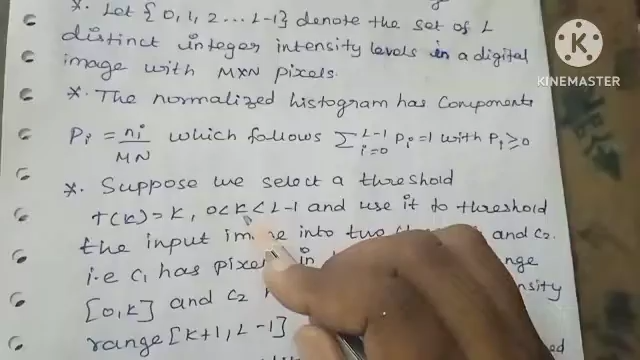 *. Let {0, 1, 2... L-1} denote the set of L
distinct integer intensity levels in a digital
image with MXN pixels.
*. The normalized histogram has components
Pi = ni/MN which follows ∑ L-1 i=0 Pi = 1 with Pi ≥ 0
*. Suppose we select a threshold
T(K) = K, 0 < K < L-1 and use it to threshold
the input image into two and C2.
i.e C1 has pixels in
[0, K] and C2
range [K+1, L-1]
KINEMASTER